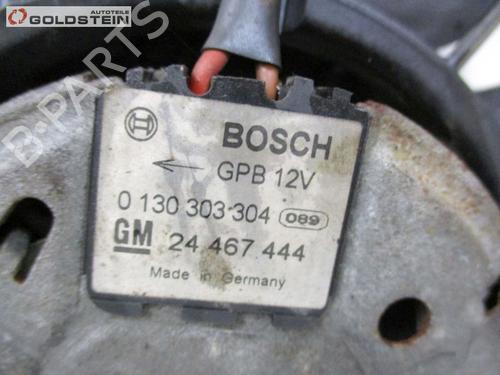 AUTOTEILE
GOLDSTEIN
B-PARTS
BOSCH
GPB 12V
0 130 303 304 089
GM 24 467 444
Made in Germany